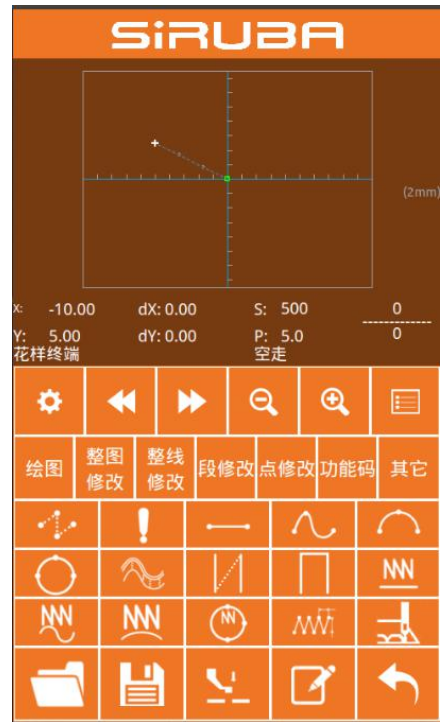 SiRUBA
(2mm)
X: -10.00 dX: 0.00 S: 500 0
Y: 5.00 dY: 0.00 P: 5.0 0
花样终端 空走
绘图 整图修改 整线修改 段修改 点修改 功能码 其它